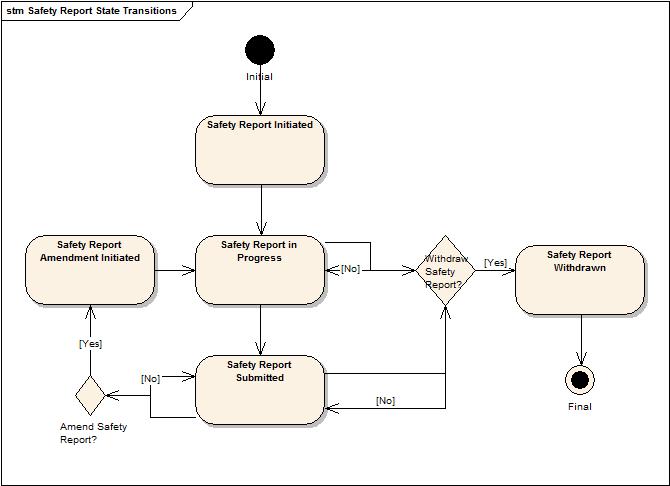 stm Safety Report State Transitions
Initial
Safety Report Initiated
Safety Report
Amendment Initiated
Safety Report in
Progress
[No]
Withdraw
Safety
Report?
[Yes]
Safety Report
Withdrawn
[Yes]
[No]
Safety Report
Submitted
[No]
Amend Safety
Report?
Final